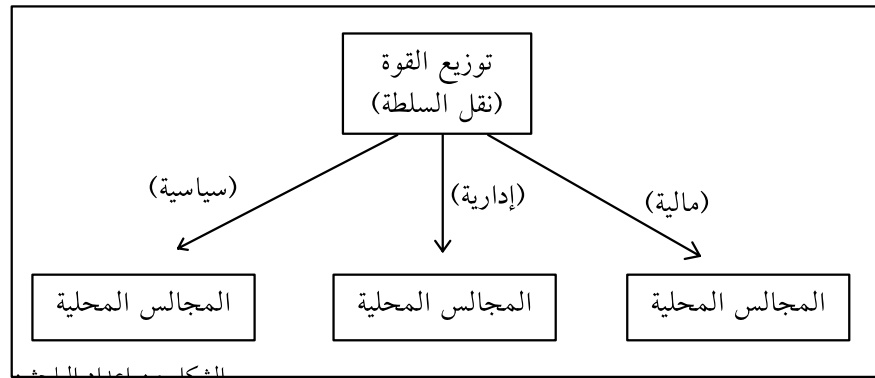 توزيع القوة
(نقل السلطة)
(مالية)
(إدارية)
(سياسية)
المجالس المحلية
المجالس المحلية
المجالس المحلية